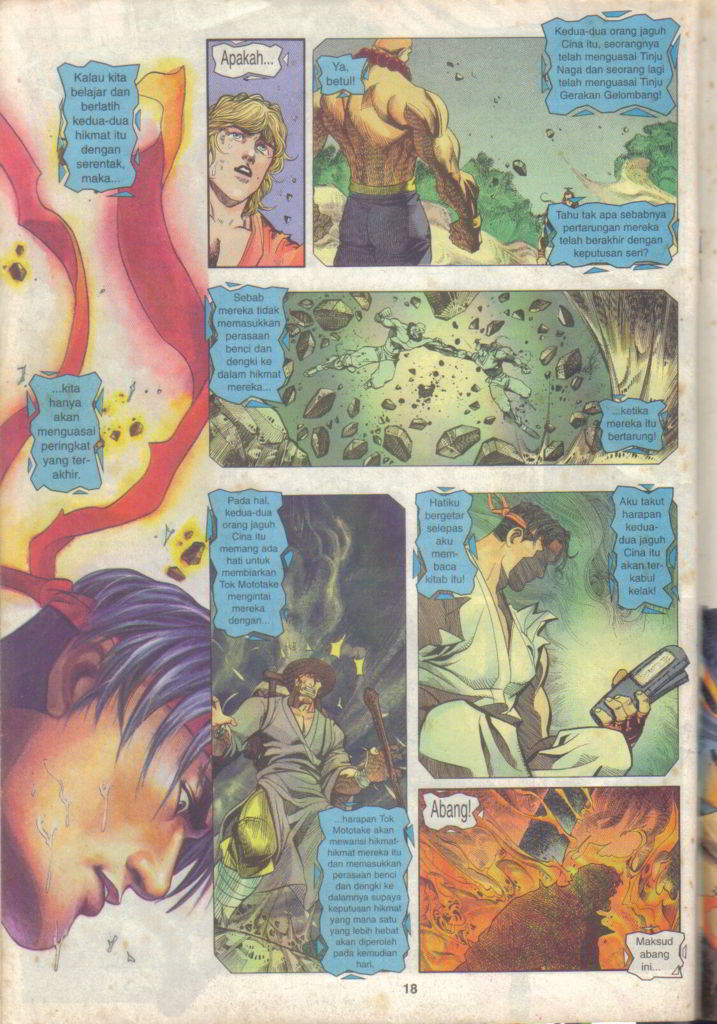 Kalau kita
belajar dan
berlatih
kedua-dua
hikmat itu
dengan
serentak,
maka...
...kita
hanya
akan
menguasai
peringkat
yang ter-
akhir.
Apakah...
Ya,
betul!
Kedua-dua orang jaguh
Cina itu, seorangnya
telah menguasai Tinju
Naga dan seorang lagi
telah menguasai Tinju
Gerakan Gelombang!
Tahu tak apa sebabnya
pertarungan mereka
telah berakhir dengan
keputusan seri?
Sebab
mereka tidak
memasukkan
perasaan
benci dan
dengki ke
dalam hikmat
mereka...
...ketika
mereka itu
bertarung!
Pada hal,
kedua-dua
orang jaguh
Cina itu
memang ada
hati untuk
membiarkan
Tok Mototake
mengintai
mereka
dengan...
...harapan Tok
Mototake akan
mewarisi hikmat-
hikmat mereka itu
dan memasukkan
perasaan benci
dan dengki ke
dalamnya supaya
keputusan hikmat
yang mana satu
yang lebih hebat
akan diperoleh
pada kemudian
hari.
Hatiku
bergetar
selepas
aku
mem-
baca
kitab itu!
Aku takut
harapan
kedua-
dua jaguh
Cina itu
akan ter-
kabul
kelak!
Abang!
Maksud
abang
ini...
18